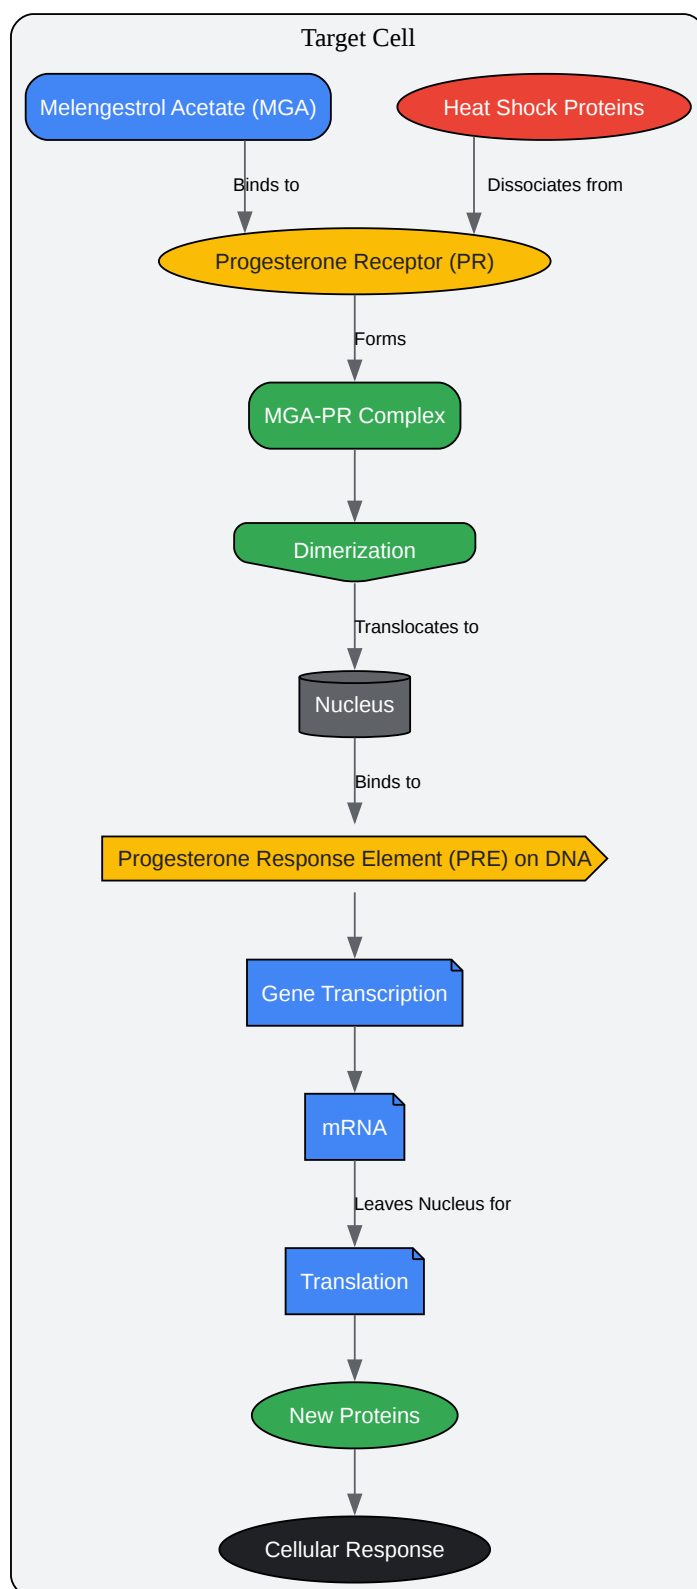 Target Cell
Melengestrol Acetate (MGA)
Heat Shock Proteins
Binds to
Dissociates from
Progesterone Receptor (PR)
Forms
MGA-PR Complex
Dimerization
Translocates to
Nucleus
Binds to
Progesterone Response Element (PRE) on DNA
Gene Transcription
mRNA
Leaves Nucleus for
Translation
New Proteins
Cellular Response